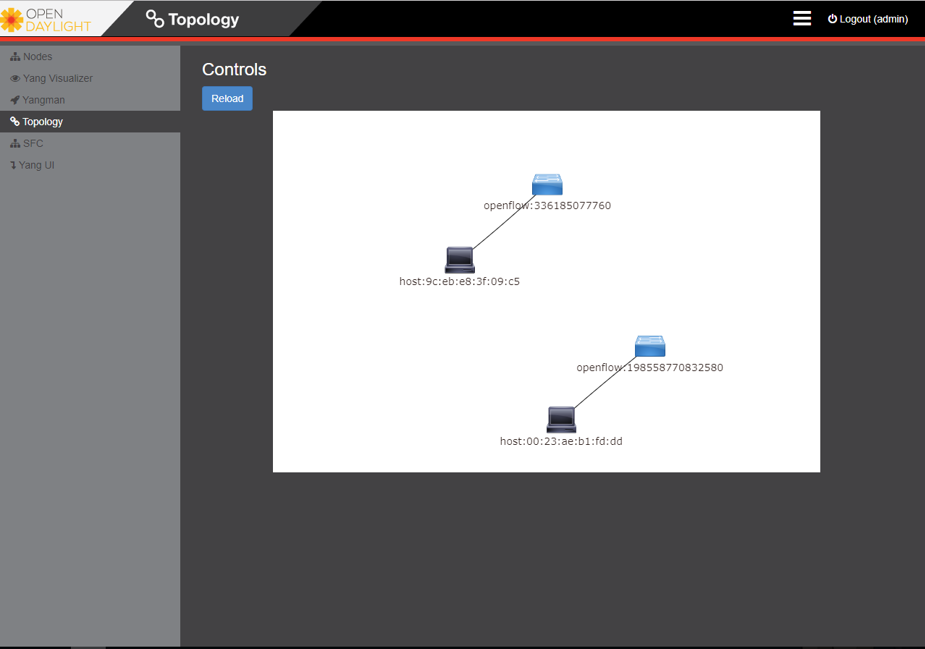 OPEN
DAYLIGHT
Topology
Logout (admin)
Nodes
Yang Visualizer
Yangman
Topology
SFC
Yang UI
Controls
Reload
openflow:336185077760
host:9c:eb:e8:3f:09:c5
openflow:198558770832580
host:00:23:ae:b1:fd:dd